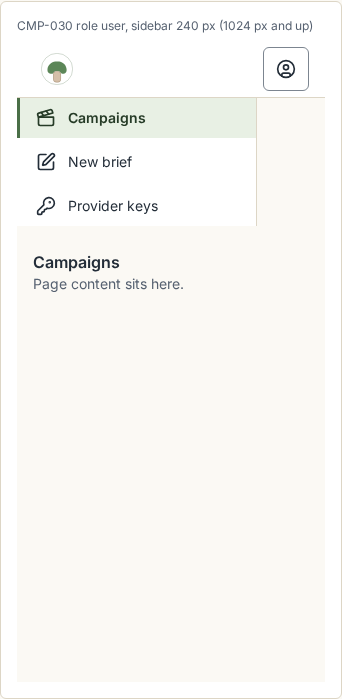 CMP-030 role user, sidebar 240 px (1024 px and up)
Campaigns
New brief
Provider keys
Campaigns
Page content sits here.